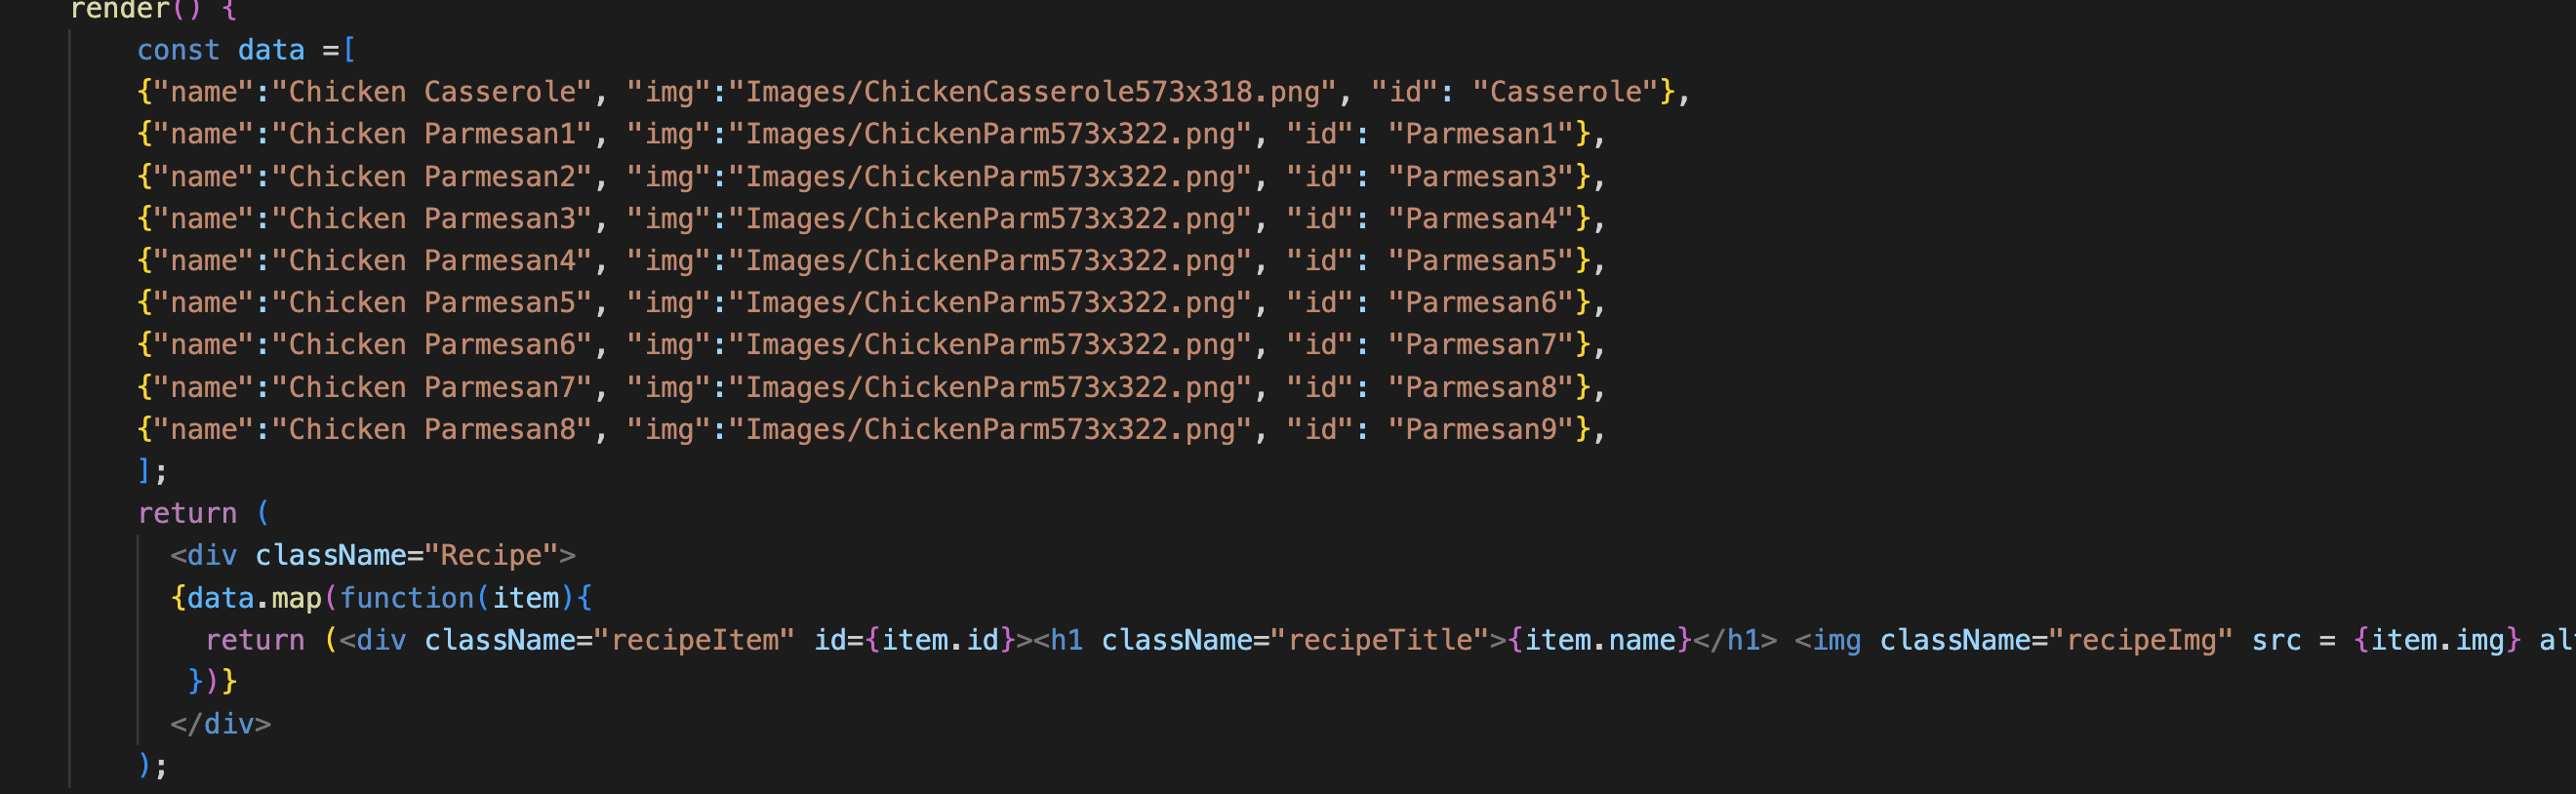 render() {
const data =[
{"name":"Chicken Casserole", "img":"Images/ChickenCasserole573x318.png", "id": "Casserole"},
{"name":"Chicken Parmesan1", "img":"Images/ChickenParm573x322.png", "id": "Parmesan1"},
{"name":"Chicken Parmesan2", "img":"Images/ChickenParm573x322.png", "id": "Parmesan3"},
{"name":"Chicken Parmesan3", "img":"Images/ChickenParm573x322.png", "id": "Parmesan4"},
{"name":"Chicken Parmesan4", "img":"Images/ChickenParm573x322.png", "id": "Parmesan5"},
{"name":"Chicken Parmesan5", "img":"Images/ChickenParm573x322.png", "id": "Parmesan6"},
{"name":"Chicken Parmesan6", "img":"Images/ChickenParm573x322.png", "id": "Parmesan7"},
{"name":"Chicken Parmesan7", "img":"Images/ChickenParm573x322.png", "id": "Parmesan8"},
{"name":"Chicken Parmesan8", "img":"Images/ChickenParm573x322.png", "id": "Parmesan9"},
];
return (
<div className="Recipe">
{data.map(function(item){
return (<div className="recipeItem" id={item.id}><h1 className="recipeTitle">{item.name}</h1> <img className="recipeImg" src = {item.img} al
})}
</div>
);